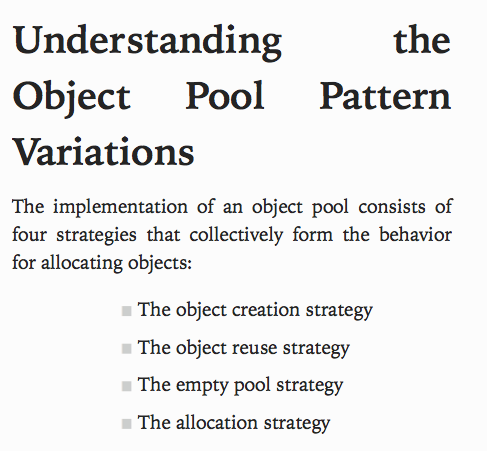 Understanding the
Object Pool Pattern
Variations
The implementation of an object pool consists of
four strategies that collectively form the behavior
for allocating objects:
The object creation strategy
The object reuse strategy
The empty pool strategy
The allocation strategy